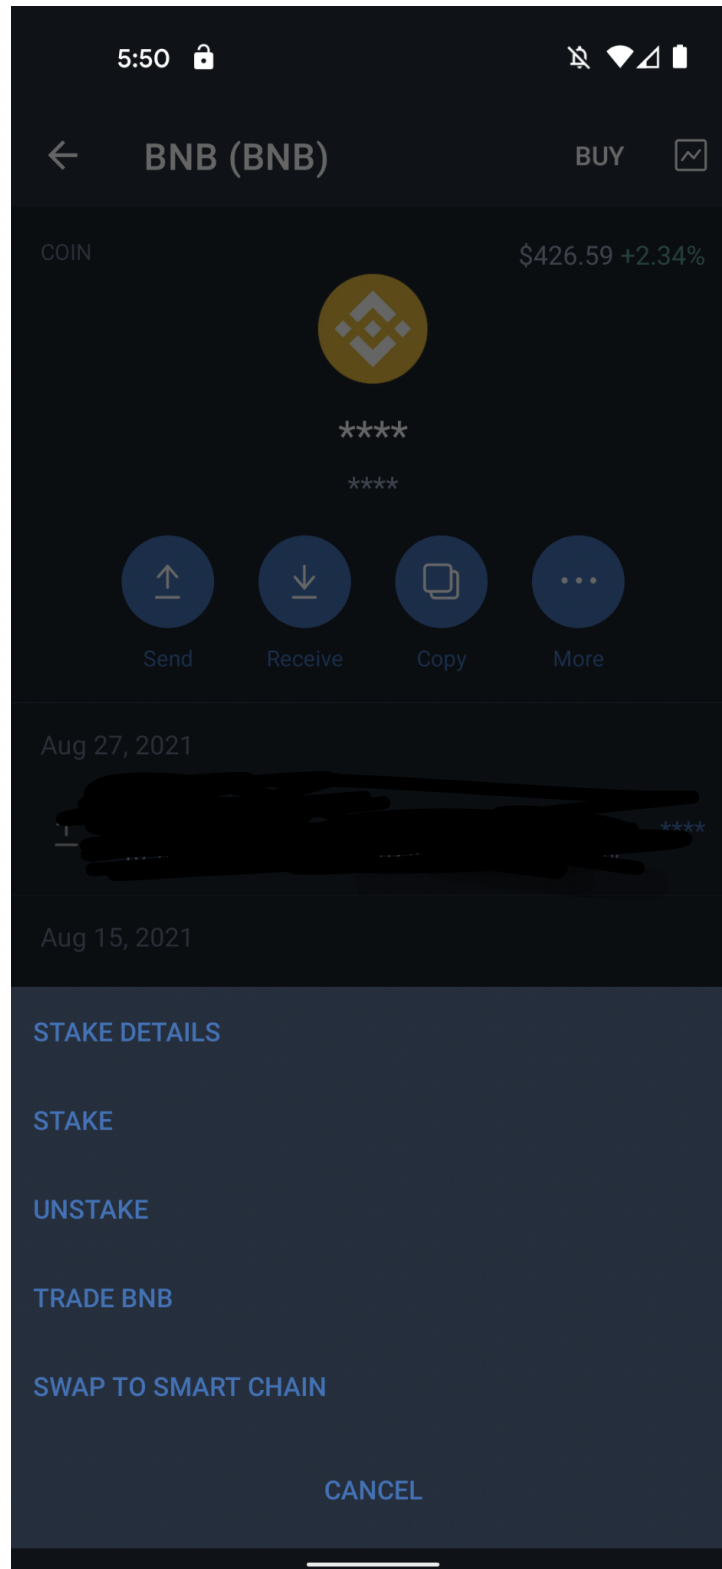 5:50
BNB (BNB) BUY
COIN $426.59 +2.34%
****
****
Send Receive Copy More
Aug 27, 2021
****
Aug 15, 2021
STAKE DETAILS
STAKE
UNSTAKE
TRADE BNB
SWAP TO SMART CHAIN
CANCEL